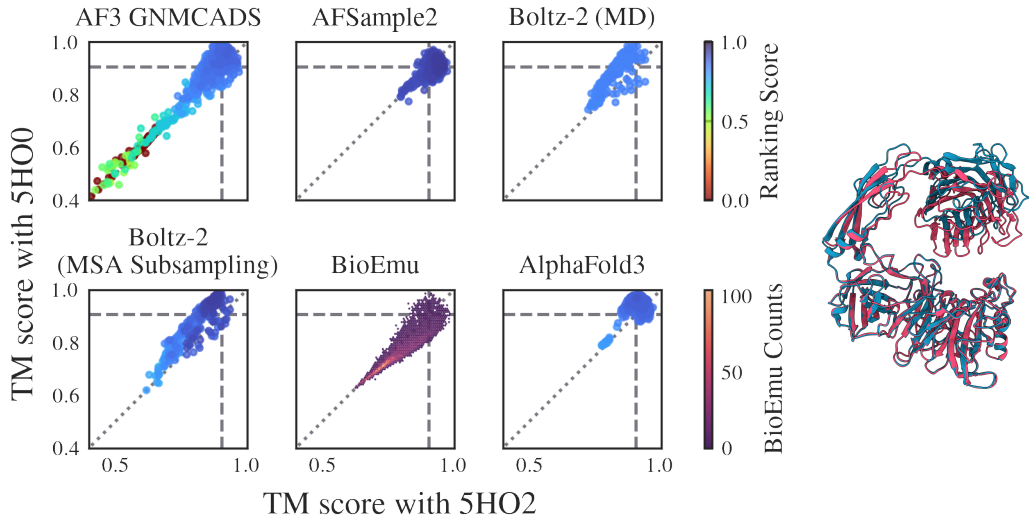 AF3 GNMCADS
AFSample2
Boltz-2 (MD)
1.0
0.8
0.6
0.4
1.0
0.5
0.0
Ranking Score
TM score with 5HO0
Boltz-2
(MSA Subsampling)
BioEmu
AlphaFold3
1.0
0.8
0.6
0.4
0.5
1.0
0.5
1.0
0.5
1.0
100
50
0
BioEmu Counts
TM score with 5HO2